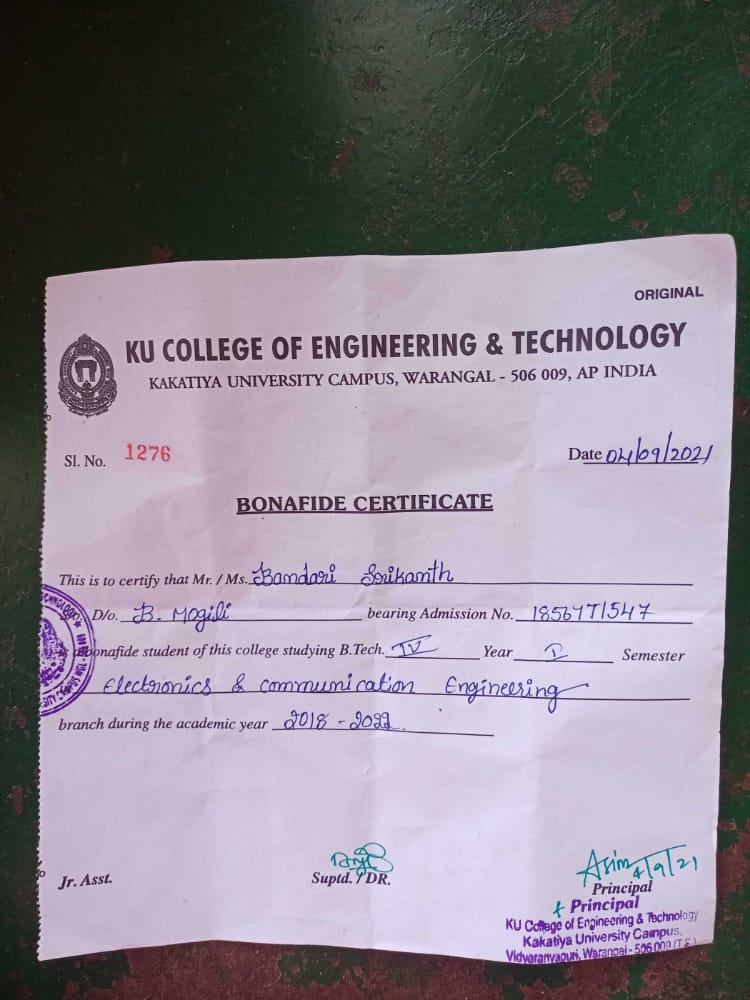 ORIGINAL
KU COLLEGE OF ENGINEERING & TECHNOLOGY
KAKATIYA UNIVERSITY CAMPUS, WARANGAL - 506 009, AP INDIA
Sl. No. 1276
Date 04/09/2021
BONAFIDE CERTIFICATE
This is to certify that Mr. / Ms. Bandari Srikanth
D/o. B. Mogili bearing Admission No. 18567T1547
bonafide student of this college studying B.Tech. IV Year I Semester
Electronics & communication Engineering
branch during the academic year 2018 - 2022.
Jr. Asst.
Suptd. / DR.
4/9/21
Principal
Principal
KU College of Engineering & Technology
Kakatiya University Campus,
Vidyaranyapuri, Warangal - 506 009 (T.S.)